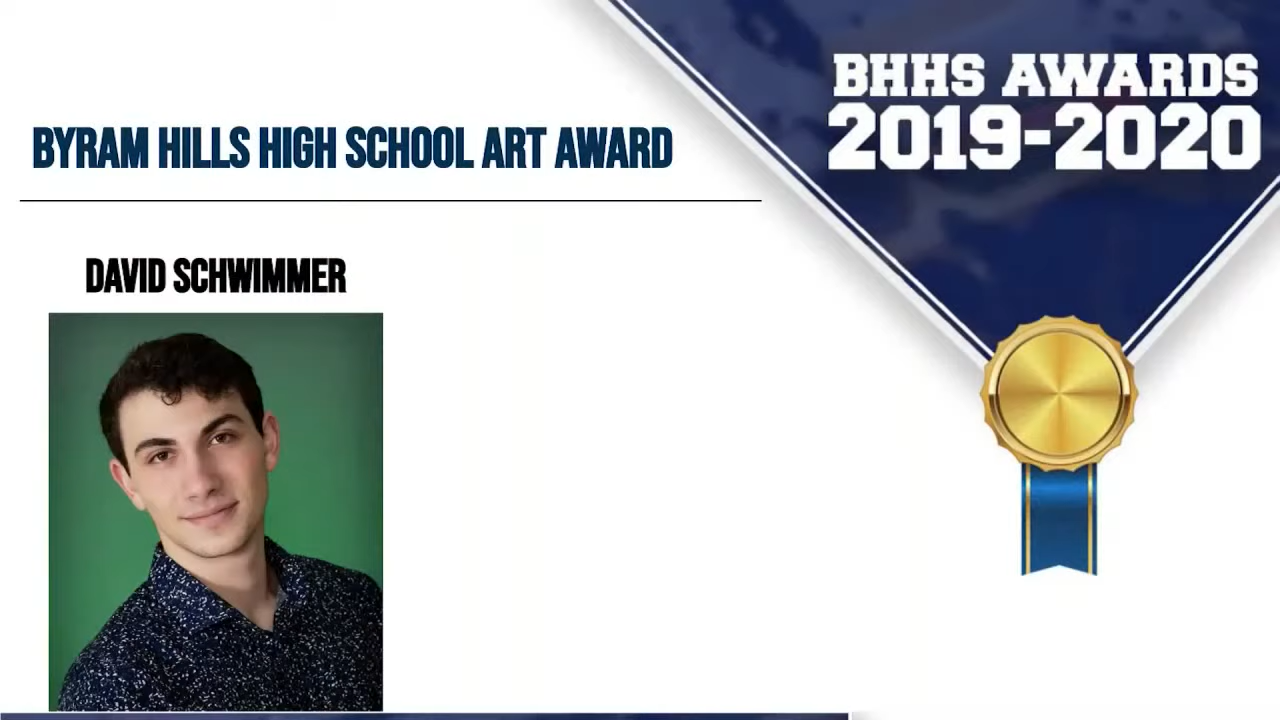 BHHS AWARDS
2019-2020
BYRAM HILLS HIGH SCHOOL ART AWARD
DAVID SCHWIMMER